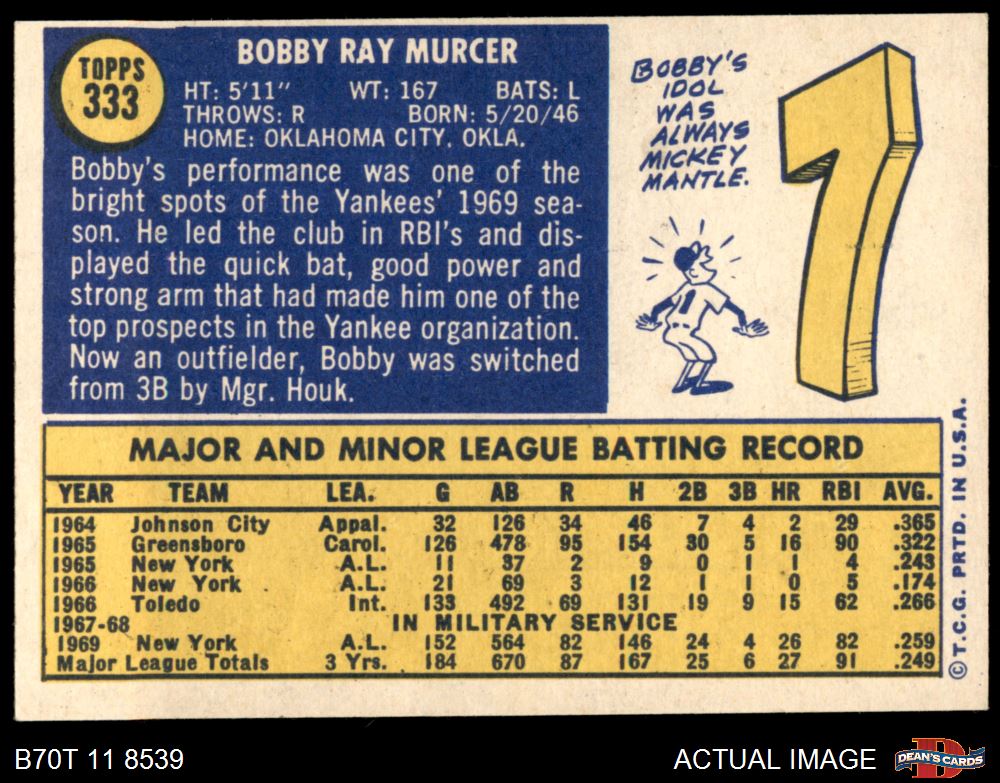 TOPPS
333
BOBBY RAY MURCER
HT: 5'11" WT: 167 BATS: L
THROWS: R BORN: 5/20/46
HOME: OKLAHOMA CITY, OKLA.
Bobby's performance was one of the
bright spots of the Yankees' 1969 sea-
son. He led the club in RBI's and dis-
played the quick bat, good power and
strong arm that had made him one of the
top prospects in the Yankee organization.
Now an outfielder, Bobby was switched
from 3B by Mgr. Houk.
BOBBY'S
IDOL
WAS
ALWAYS
MICKEY
MANTLE.
7
1
MAJOR AND MINOR LEAGUE BATTING RECORD
YEAR TEAM LEA. G AB R H 2B 3B HR RBI AVG.
1964 Johnson City Appal. 32 126 34 46 7 4 2 29 .365
1965 Greensboro Carol. 126 478 95 154 30 5 16 90 .322
1965 New York A.L. 11 37 2 9 0 1 1 4 .243
1966 New York A.L. 21 69 3 12 1 1 0 5 .174
1966 Toledo Int. 133 492 69 131 19 9 15 62 .266
1967-68 IN MILITARY SERVICE
1969 New York A.L. 152 564 82 146 24 4 26 82 .259
Major League Totals 3 Yrs. 184 670 87 167 25 6 27 91 .249
© T.C.G. PRTD. IN U.S.A.
B70T 11 8539 ACTUAL IMAGE
D
DEAN'S CARDS